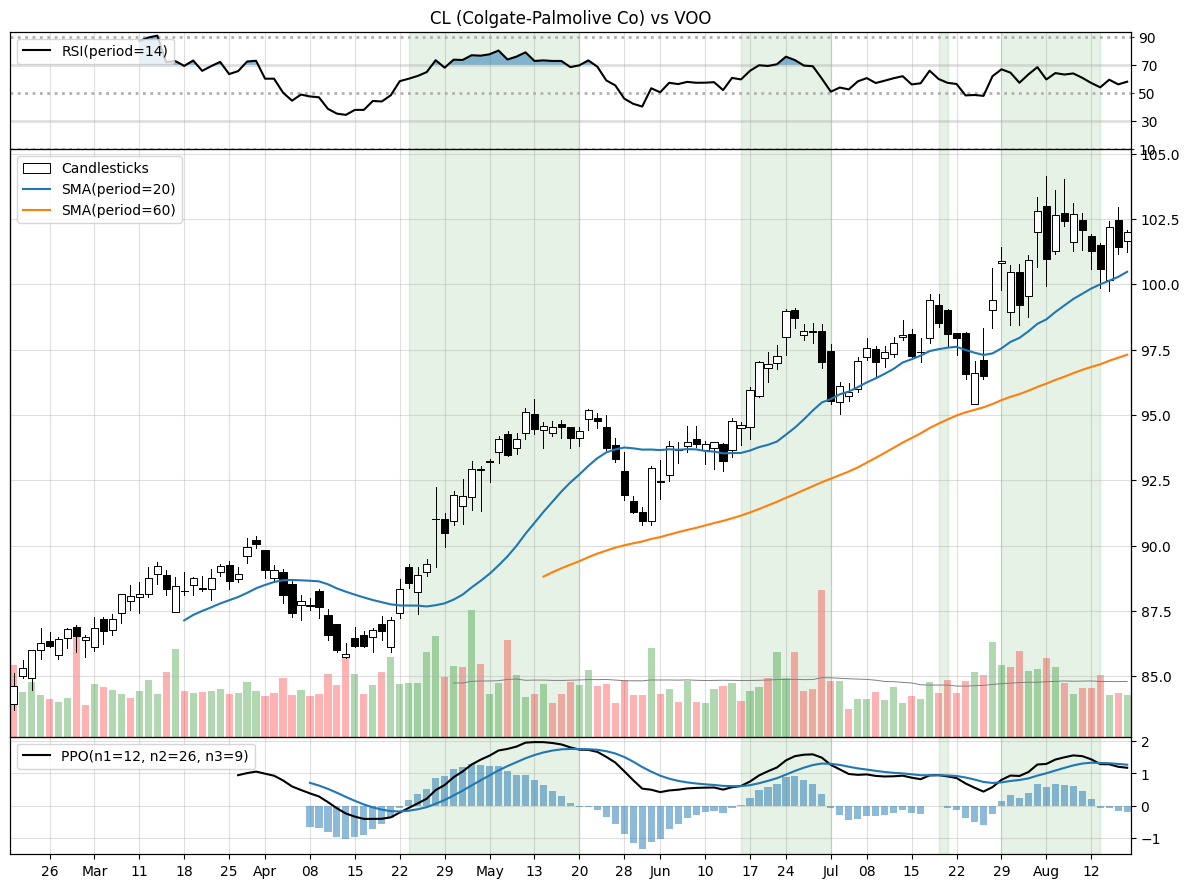 CL (Colgate-Palmolive Co) vs VOO
RSI(period=14)
90
70
50
30
10
Candlesticks
SMA(period=20)
SMA(period=60)
105.0
102.5
100.0
97.5
95.0
92.5
90.0
87.5
85.0
PPO(n1=12, n2=26, n3=9)
2
1
0
−1
26 Mar 11 18 25 Apr 08 15 22 29 May 13 20 28 Jun 10 17 24 Jul 08 15 22 29 Aug 12